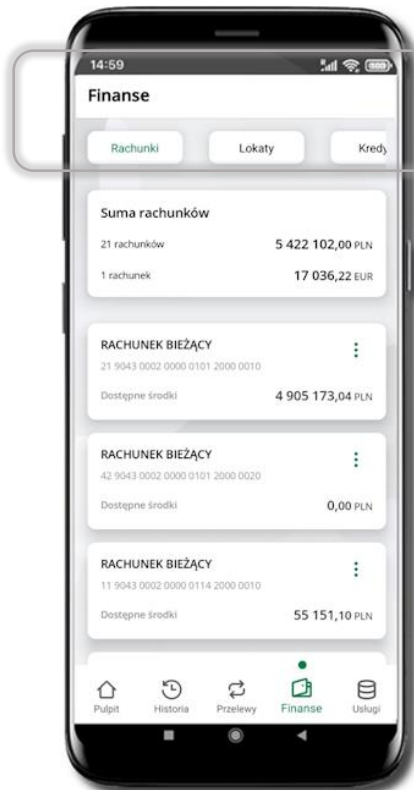 14:59
Finanse
Rachunki Lokaty Kredy
Suma rachunków
21 rachunków 5 422 102,00 PLN
1 rachunek 17 036,22 EUR
RACHUNEK BIEŻĄCY
21 9043 0002 0000 0101 2000 0010
Dostępne środki 4 905 173,04 PLN
RACHUNEK BIEŻĄCY
42 9043 0002 0000 0101 2000 0020
Dostępne środki 0,00 PLN
RACHUNEK BIEŻĄCY
11 9043 0002 0000 0114 2000 0010
Dostępne środki 55 151,10 PLN
Pulpit Historia Przelewy Finanse Usługi